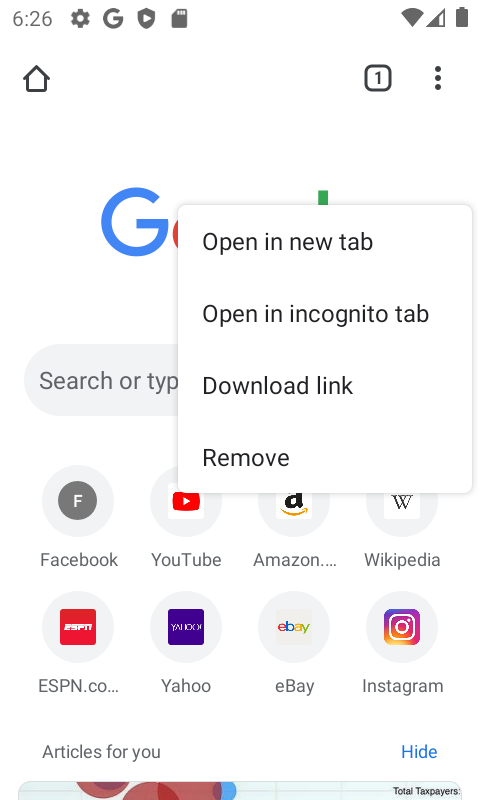 6:26
1
Open in new tab
Open in incognito tab
Search or typ
Download link
Remove
F
a
W
Facebook
YouTube
Amazon....
Wikipedia
ESPN
YAHOO!
ebay
ESPN.co...
Yahoo
eBay
Instagram
Articles for you
Hide
Total Taxpayers: